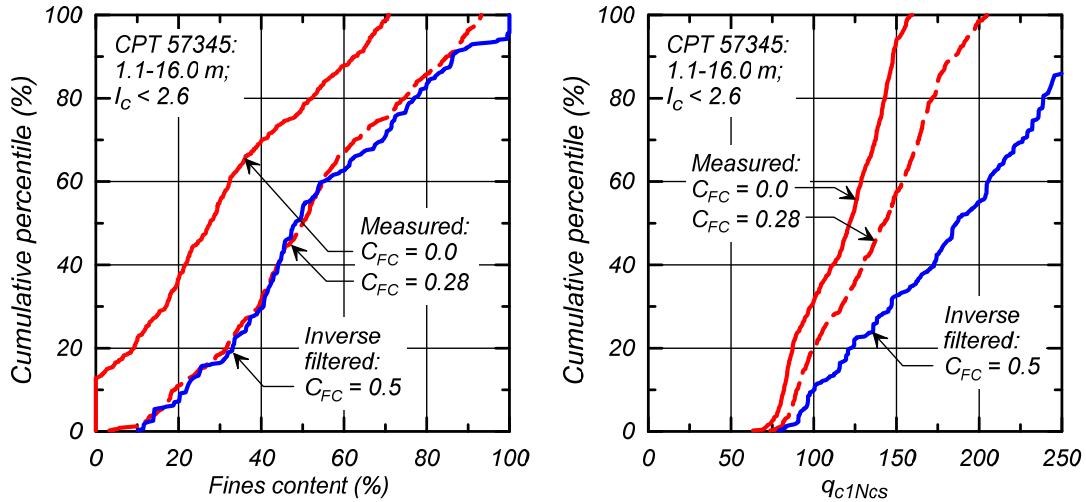 Cumulative percentile (%)
100
80
60
40
20
0
CPT 57345:
1.1-16.0 m;
I_C < 2.6
Measured:
C_FC = 0.0
C_FC = 0.28
Inverse
filtered:
C_FC = 0.5
0 20 40 60 80 100
Fines content (%)
Cumulative percentile (%)
100
80
60
40
20
0
CPT 57345:
1.1-16.0 m;
I_C < 2.6
Measured:
C_FC = 0.0
C_FC = 0.28
Inverse
filtered:
C_FC = 0.5
0 50 100 150 200 250
q_c1Ncs